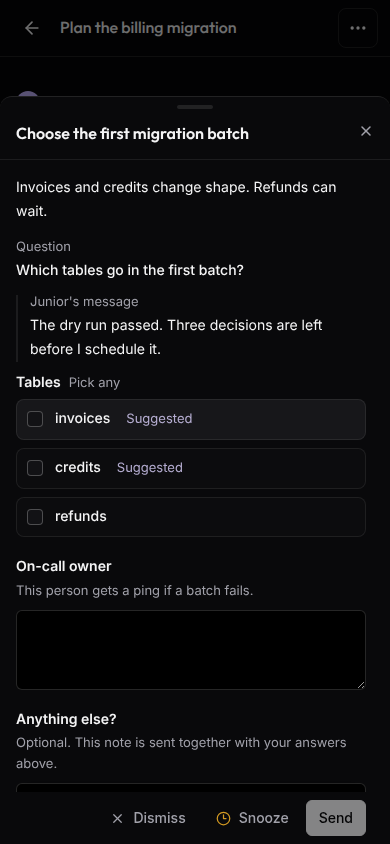 Plan the billing migration
Choose the first migration batch
Invoices and credits change shape. Refunds can
wait.
Question
Which tables go in the first batch?
Junior's message
The dry run passed. Three decisions are left
before I schedule it.
Tables Pick any
invoices Suggested
credits Suggested
refunds
On-call owner
This person gets a ping if a batch fails.
Anything else?
Optional. This note is sent together with your answers
above.
Dismiss Snooze Send